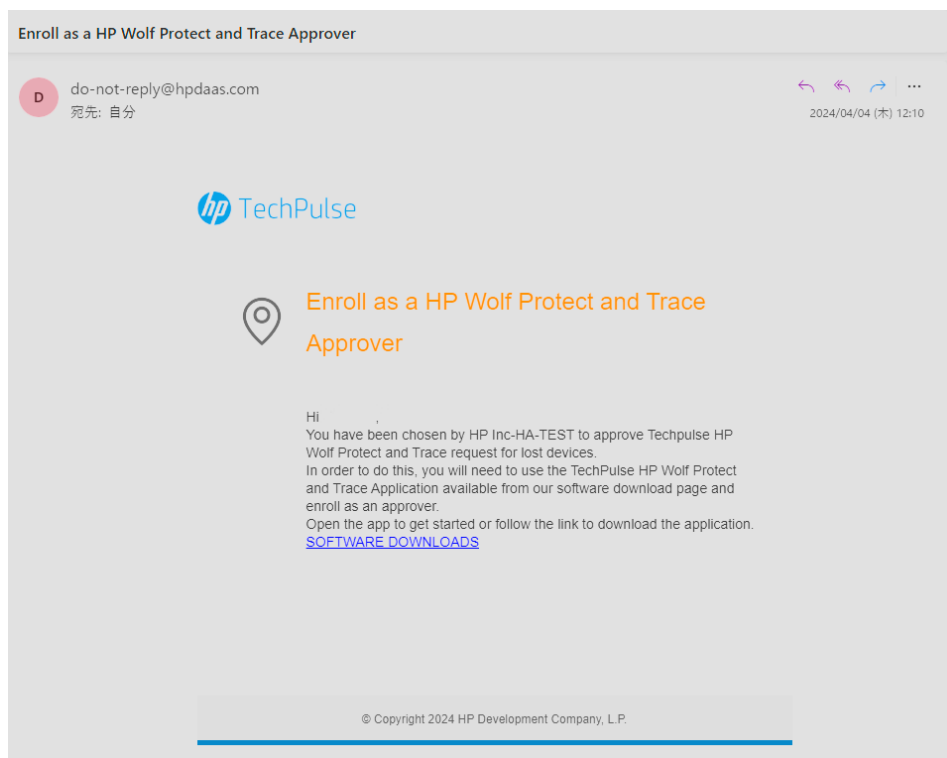 Enroll as a HP Wolf Protect and Trace Approver
D
do-not-reply@hpdaas.com
宛先: 自分
2024/04/04 (木) 12:10
hp TechPulse
Enroll as a HP Wolf Protect and Trace
Approver
Hi ,
You have been chosen by HP Inc-HA-TEST to approve Techpulse HP
Wolf Protect and Trace request for lost devices.
In order to do this, you will need to use the TechPulse HP Wolf Protect
and Trace Application available from our software download page and
enroll as an approver.
Open the app to get started or follow the link to download the application.
SOFTWARE DOWNLOADS
© Copyright 2024 HP Development Company, L.P.